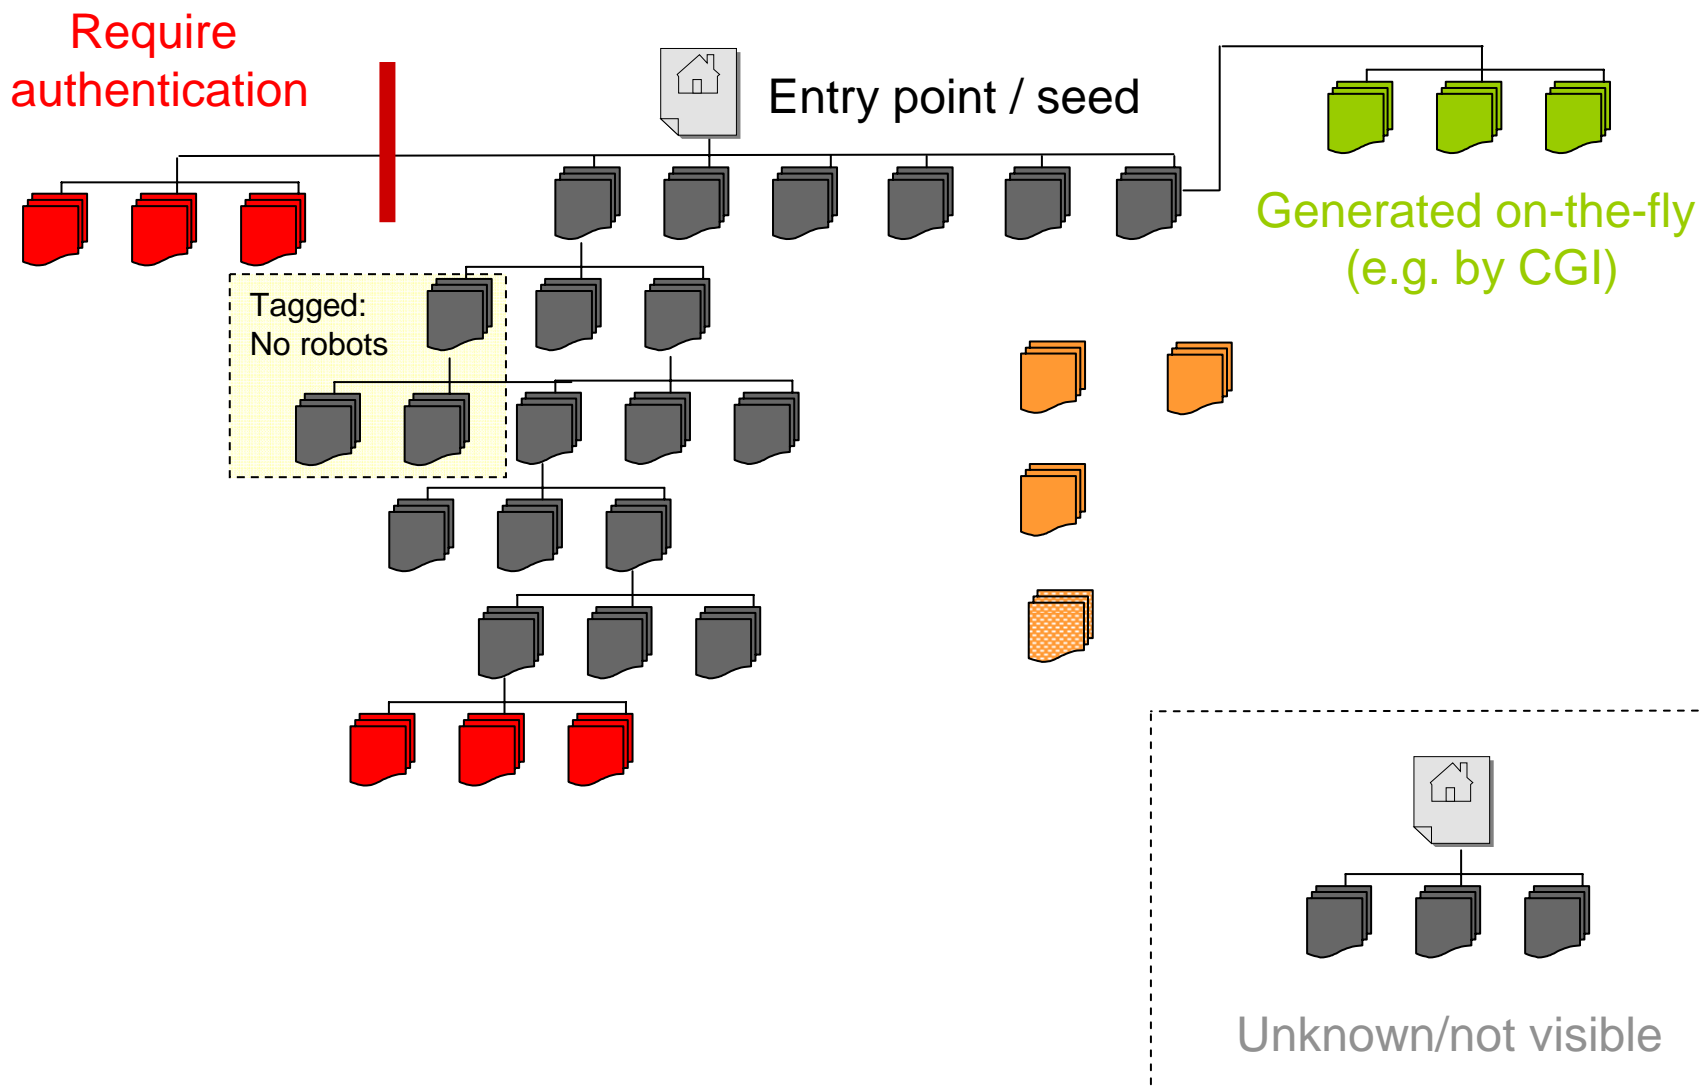 Require
authentication
Entry point / seed
Generated on-the-fly
(e.g. by CGI)
Tagged:
No robots
Unknown/not visible